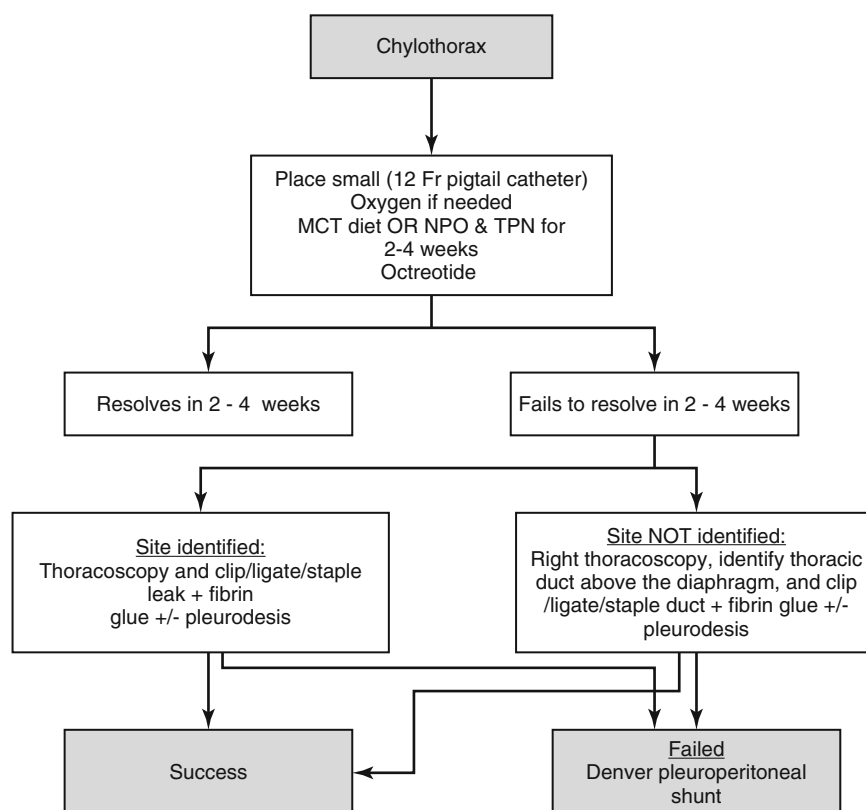 Chylothorax
Place small (12 Fr pigtail catheter)
Oxygen if needed
MCT diet OR NPO & TPN for
2-4 weeks
Octreotide
Resolves in 2 - 4 weeks
Fails to resolve in 2 - 4 weeks
Site identified:
Thoracoscopy and clip/ligate/staple
leak + fibrin
glue +/- pleurodesis
Site NOT identified:
Right thoracoscopy, identify thoracic
duct above the diaphragm, and clip
/ligate/staple duct + fibrin glue +/-
pleurodesis
Success
Failed
Denver pleuroperitoneal
shunt